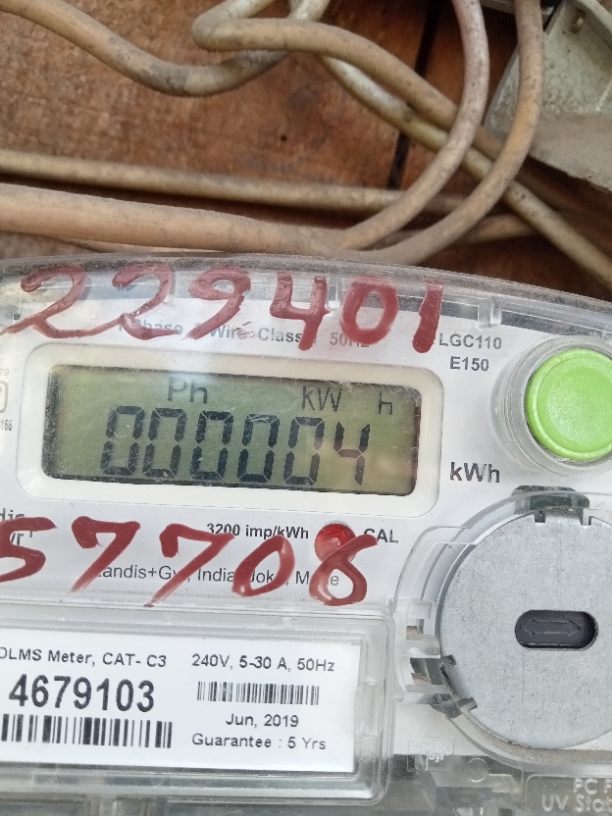 229401
LGC110
E150
Ph kW H
000004
kWh
3200 imp/kWh CAL
57708
DLMS Meter, CAT- C3
4679103
240V, 5-30 A, 50Hz
Jun, 2019
Guarantee : 5 Yrs